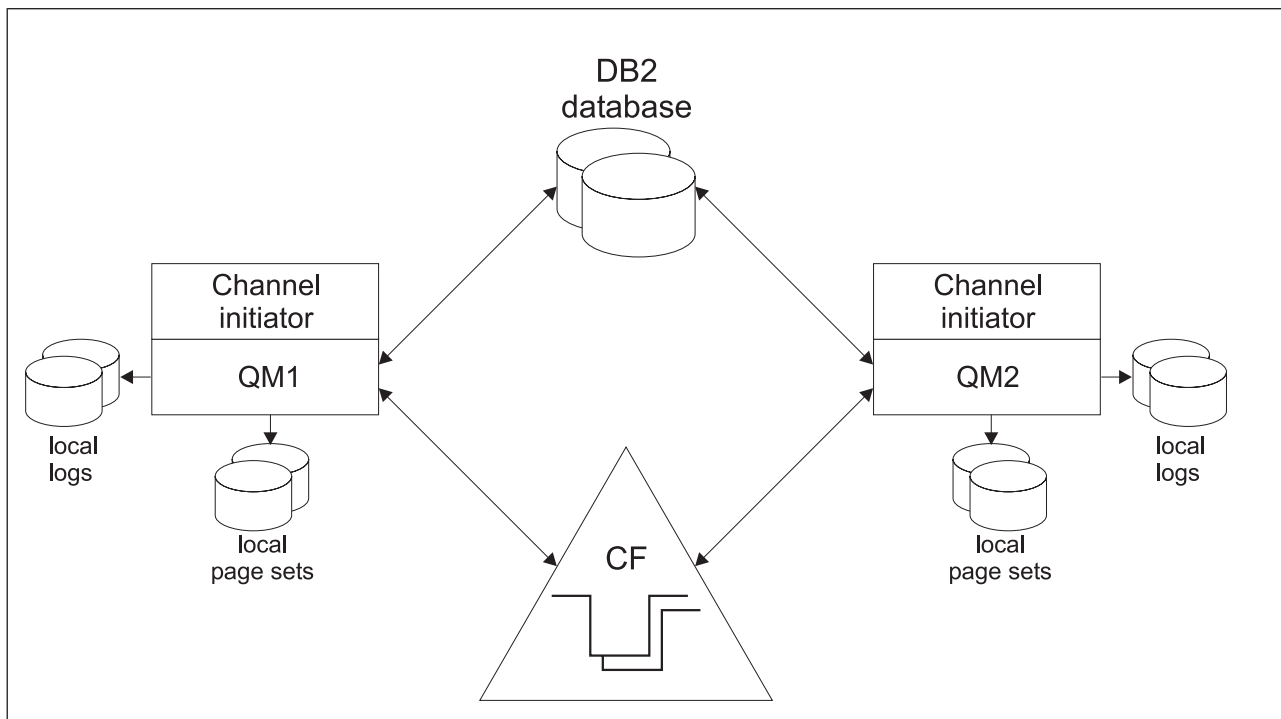 DB2
database
Channel
initiator
QM1
local
logs
local
page sets
Channel
initiator
QM2
local
logs
local
page sets
CF